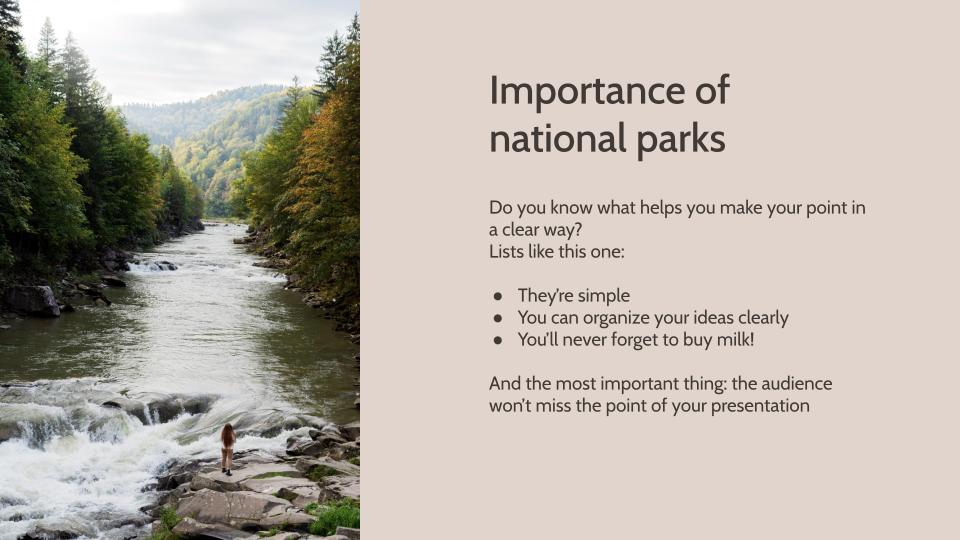 Importance of
national parks
Do you know what helps you make your point in
a clear way?
Lists like this one:
● They’re simple
● You can organize your ideas clearly
● You’ll never forget to buy milk!
And the most important thing: the audience
won’t miss the point of your presentation